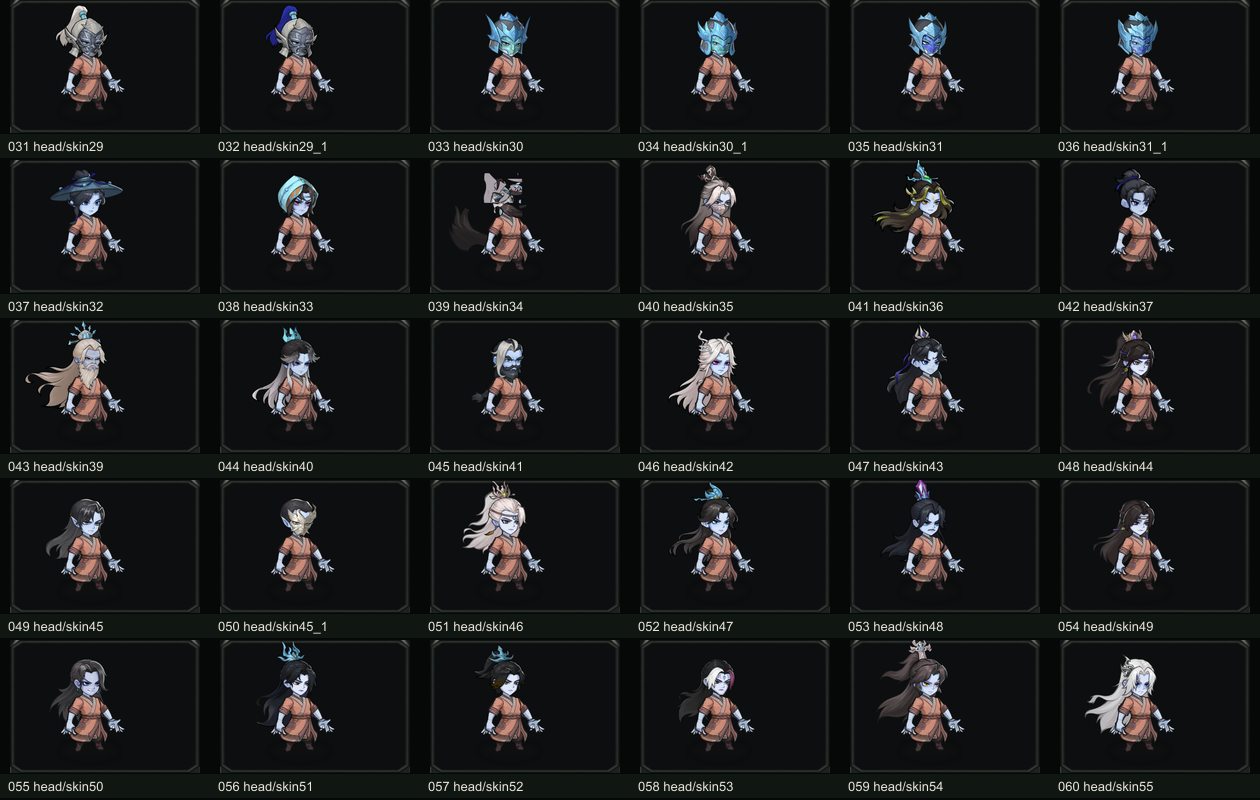 031 head/skin29
032 head/skin29_1
033 head/skin30
034 head/skin30_1
035 head/skin31
036 head/skin31_1
037 head/skin32
038 head/skin33
039 head/skin34
040 head/skin35
041 head/skin36
042 head/skin37
043 head/skin39
044 head/skin40
045 head/skin41
046 head/skin42
047 head/skin43
048 head/skin44
049 head/skin45
050 head/skin45_1
051 head/skin46
052 head/skin47
053 head/skin48
054 head/skin49
055 head/skin50
056 head/skin51
057 head/skin52
058 head/skin53
059 head/skin54
060 head/skin55